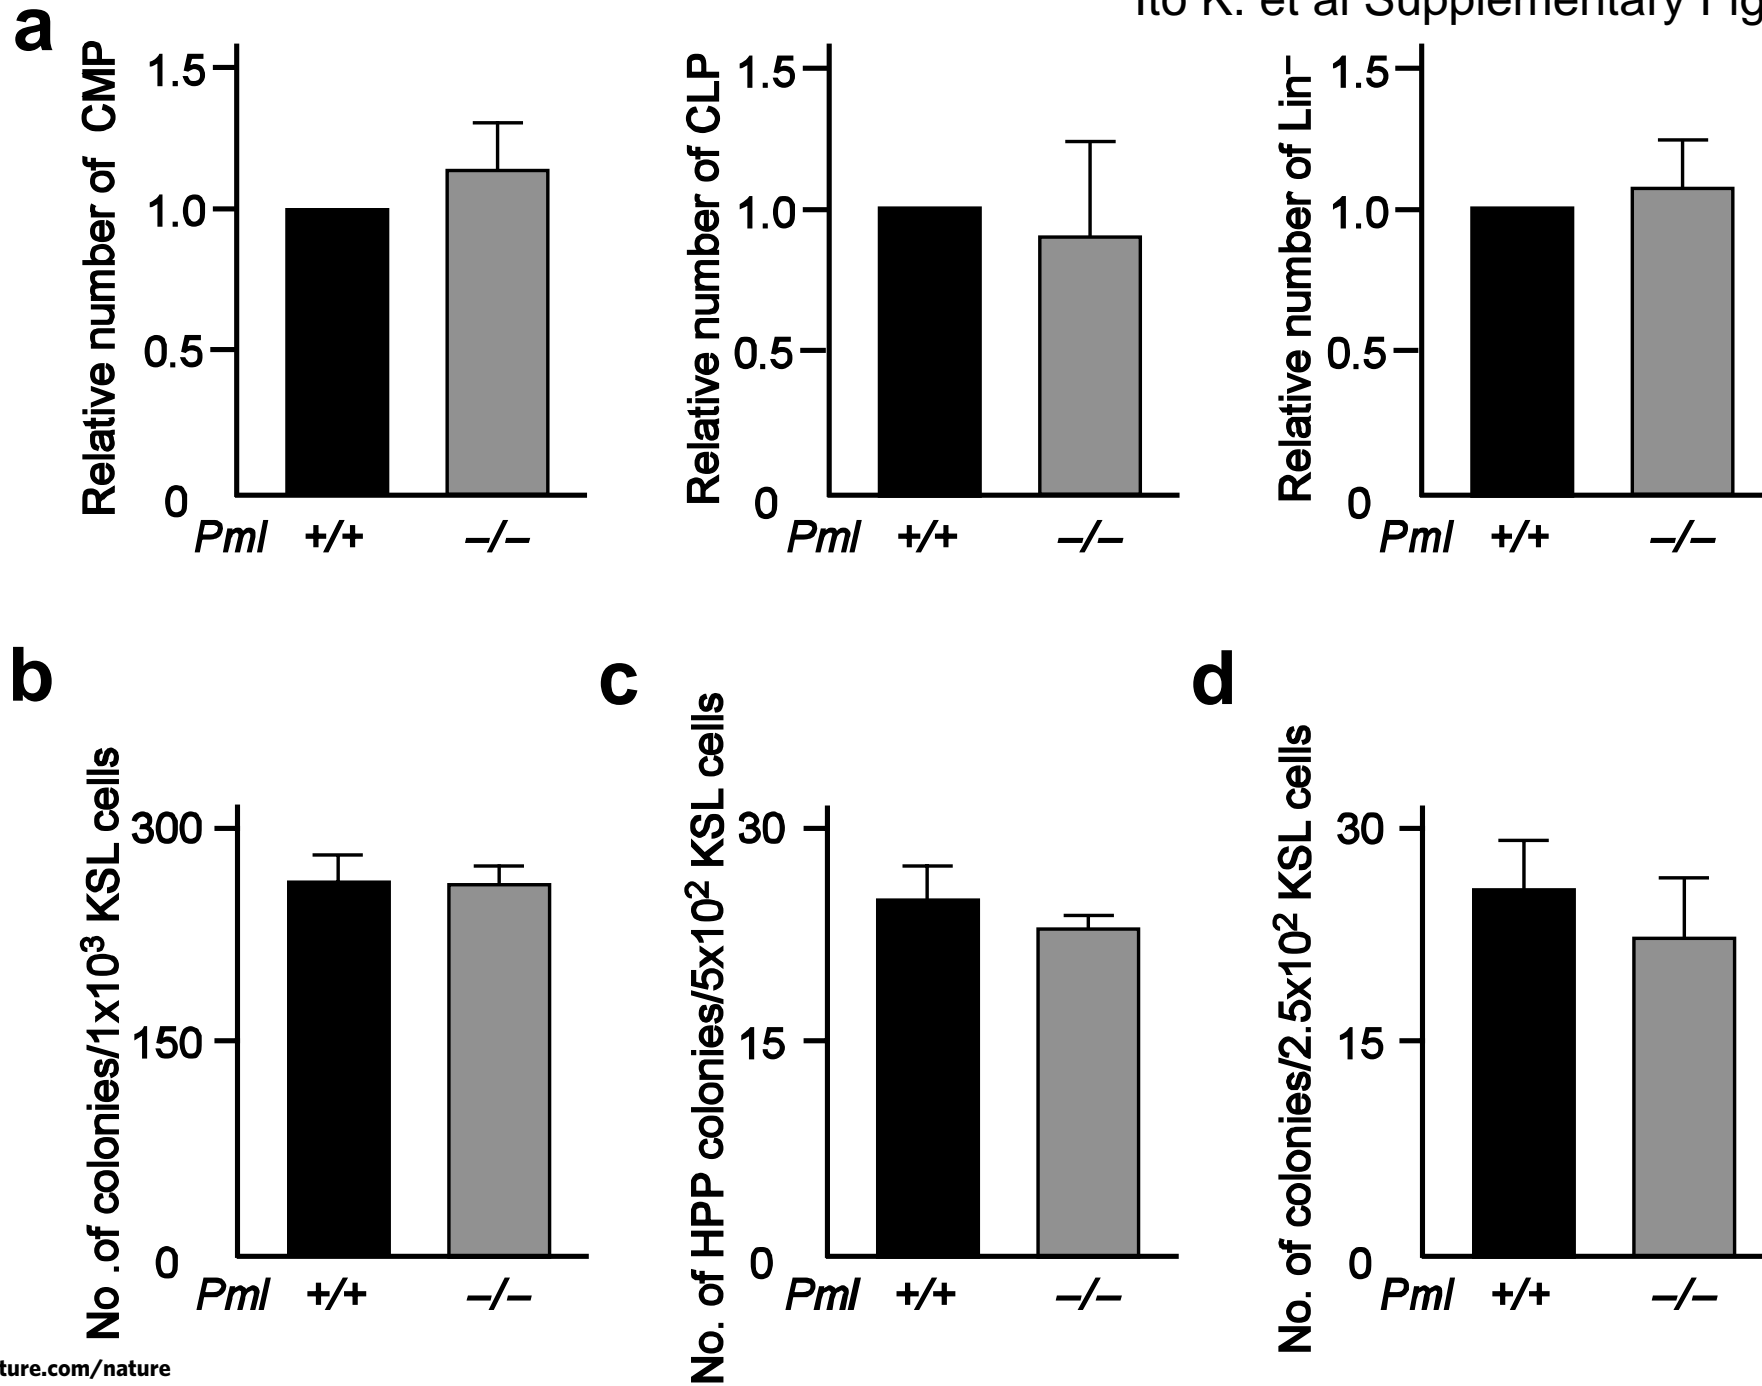 Ito K. et al Supplementary Fig
a
Relative number of CMP
1.5
1.0
0.5
0
Pml +/+ –/–
Relative number of CLP
1.5
1.0
0.5
0
Pml +/+ –/–
Relative number of Lin⁻
1.5
1.0
0.5
0
Pml +/+ –/–
b
No .of colonies/1x10³ KSL cells
300
150
0
Pml +/+ –/–
c
No. of HPP colonies/5x10² KSL cells
30
15
0
Pml +/+ –/–
d
No. of colonies/2.5x10² KSL cells
30
15
0
Pml +/+ –/–
ture.com/nature